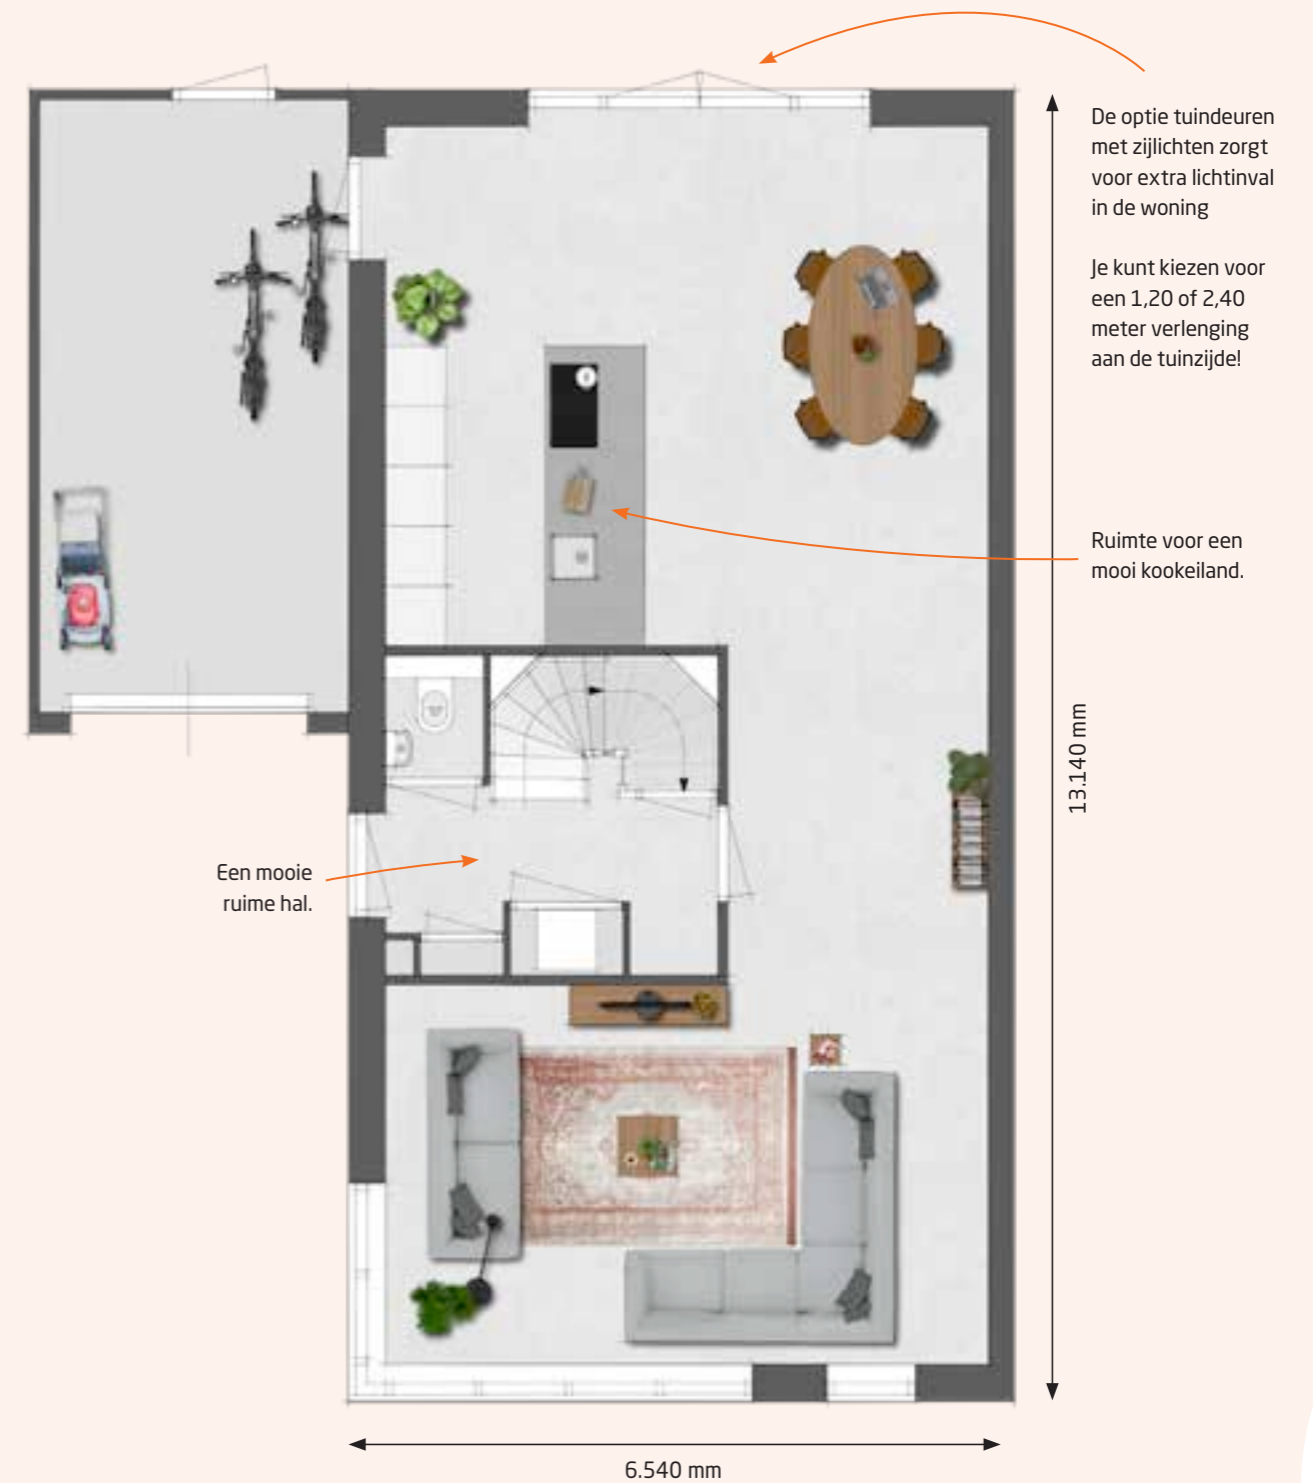 De optie tuindeuren
met zijlichten zorgt
voor extra lichtinval
in de woning
Je kunt kiezen voor
een 1,20 of 2,40
meter verlenging
aan de tuinzijde!
Ruimte voor een
mooi kookeiland.
13.140 mm
Een mooie
ruime hal.
6.540 mm